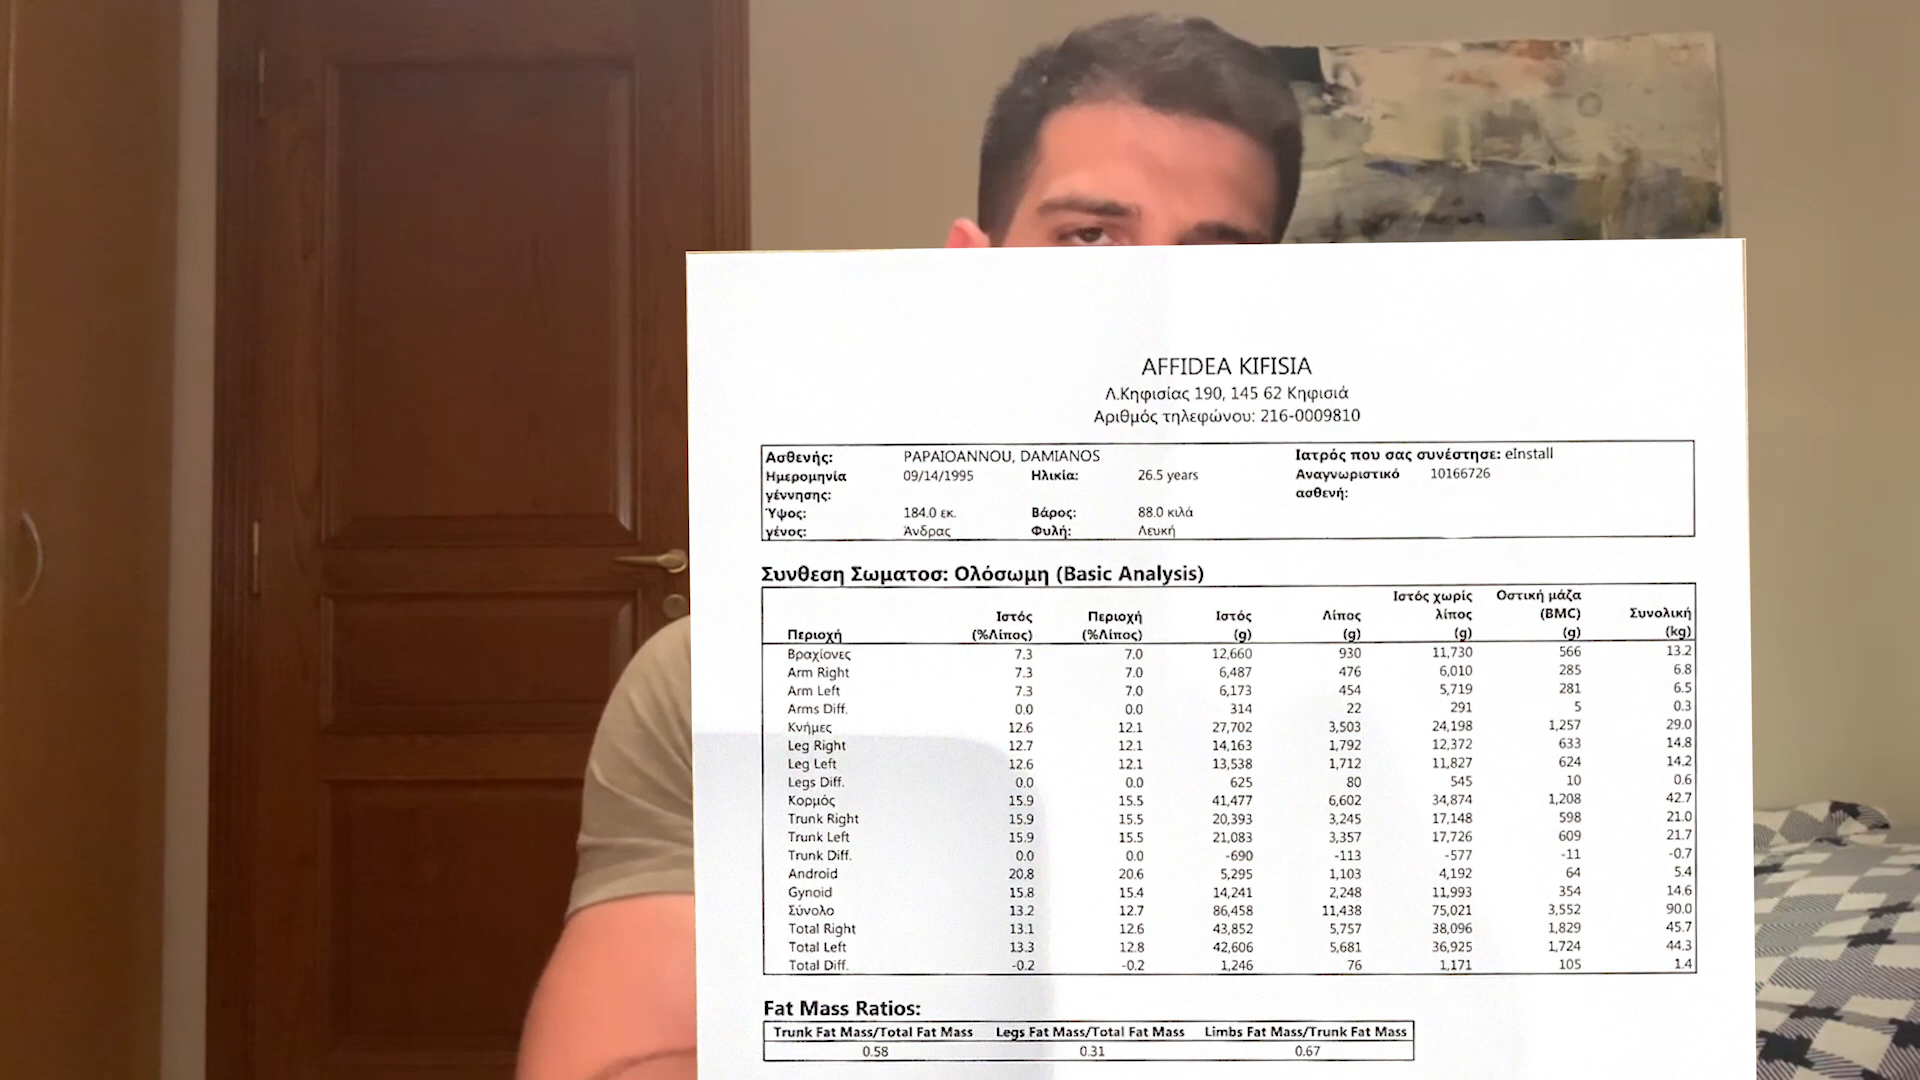 AFFIDEA KIFISIA
Λ.Κηφισίας 190, 145 62 Κηφισιά
Αριθμός τηλεφώνου: 216-0009810
Ασθενής: PAPAIOANNOU, DAMIANOS Ιατρός που σας συνέστησε: eInstall
Ημερομηνία γέννησης: 09/14/1995 Ηλικία: 26.5 years Αναγνωριστικό ασθενή: 10166726
Ύψος: 184.0 εκ. Βάρος: 88.0 κιλά
γένος: Άνδρας Φυλή: Λευκή
Συνθεση Σωματοσ: Ολόσωμη (Basic Analysis)
Περιοχή Ιστός (%Λίπος) Περιοχή (%Λίπος) Ιστός (g) Λίπος (g) Ιστός χωρίς λίπος (g) Οστική μάζα (BMC) (g) Συνολική (kg)
Βραχίονες 7.3 7.0 12,660 930 11,730 566 13.2
Arm Right 7.3 7.0 6,487 476 6,010 285 6.8
Arm Left 7.3 7.0 6,173 454 5,719 281 6.5
Arms Diff. 0.0 0.0 314 22 291 5 0.3
Κνήμες 12.6 12.1 27,702 3,503 24,198 1,257 29.0
Leg Right 12.7 12.1 14,163 1,792 12,372 633 14.8
Leg Left 12.6 12.1 13,538 1,712 11,827 624 14.2
Legs Diff. 0.0 0.0 625 80 545 10 0.6
Κορμός 15.9 15.5 41,477 6,602 34,874 1,208 42.7
Trunk Right 15.9 15.5 20,393 3,245 17,148 598 21.0
Trunk Left 15.9 15.5 21,083 3,357 17,726 609 21.7
Trunk Diff. 0.0 0.0 -690 -113 -577 -11 -0.7
Android 20.8 20.6 5,295 1,103 4,192 64 5.4
Gynoid 15.8 15.4 14,241 2,248 11,993 354 14.6
Σύνολο 13.2 12.7 86,458 11,438 75,021 3,552 90.0
Total Right 13.1 12.6 43,852 5,757 38,096 1,829 45.7
Total Left 13.3 12.8 42,606 5,681 36,925 1,724 44.3
Total Diff. -0.2 -0.2 1,246 76 1,171 105 1.4
Fat Mass Ratios:
Trunk Fat Mass/Total Fat Mass Legs Fat Mass/Total Fat Mass Limbs Fat Mass/Trunk Fat Mass
0.58 0.31 0.67